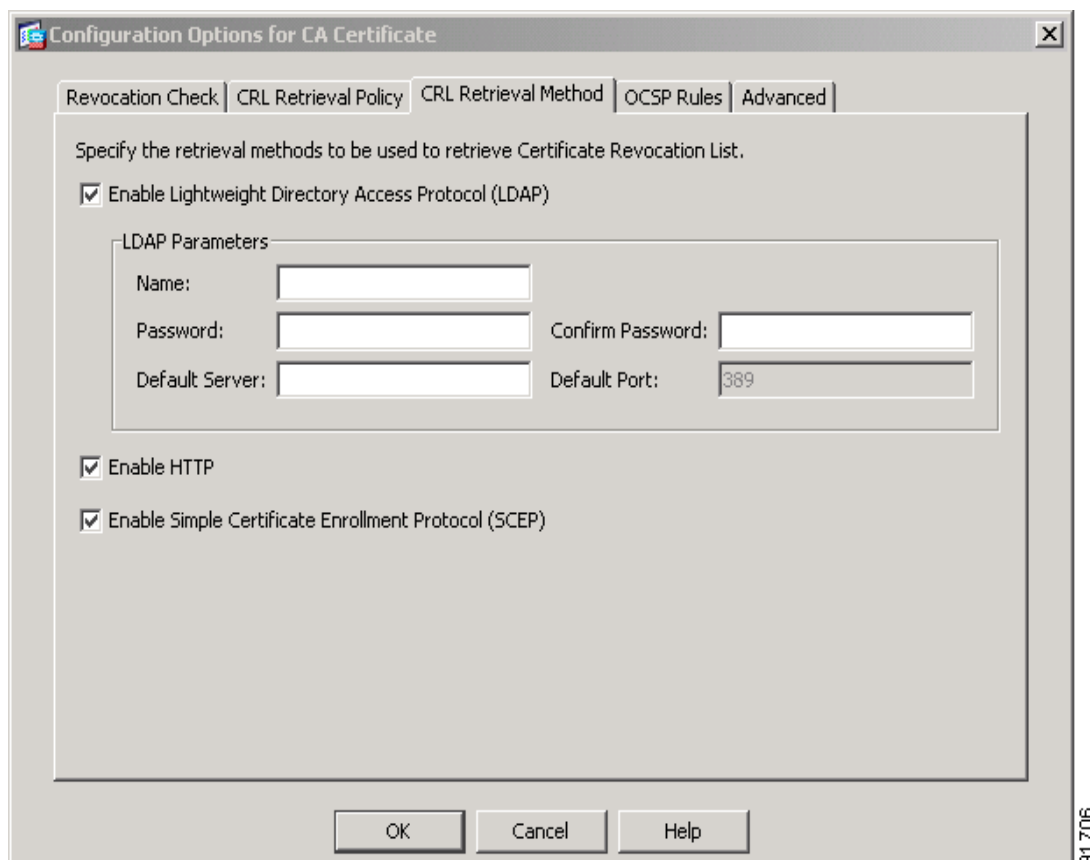 Configuration Options for CA Certificate
Revocation Check CRL Retrieval Policy CRL Retrieval Method OCSP Rules Advanced
Specify the retrieval methods to be used to retrieve Certificate Revocation List.
Enable Lightweight Directory Access Protocol (LDAP)
LDAP Parameters
Name:
Password: Confirm Password:
Default Server: Default Port: 389
Enable HTTP
Enable Simple Certificate Enrollment Protocol (SCEP)
OK Cancel Help